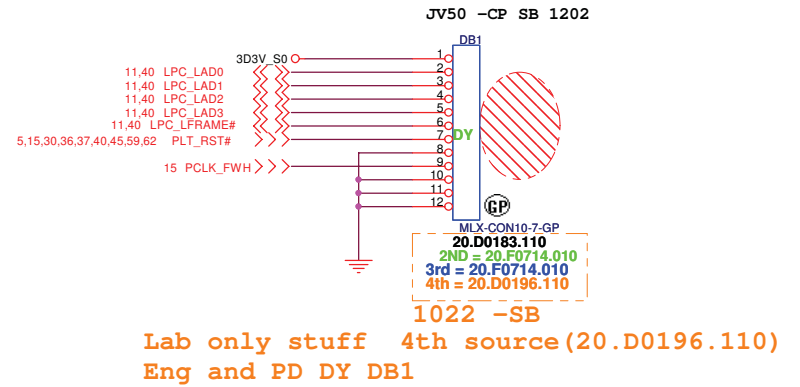 JV50 -CP SB 1202
DB1
3D3V_S0
1
11,40 LPC_LAD0
2
11,40 LPC_LAD1
3
11,40 LPC_LAD2
4
11,40 LPC_LAD3
5
11,40 LPC_LFRAME#
6
5,15,30,36,37,40,45,59,62 PLT_RST#
7
DY
8
15 PCLK_FWH
9
10
11
12
GP
MLX-CON10-7-GP
20.D0183.110
2ND = 20.F0714.010
3rd = 20.F0714.010
4th = 20.D0196.110
1022 -SB
Lab only stuff 4th source(20.D0196.110)
Eng and PD DY DB1